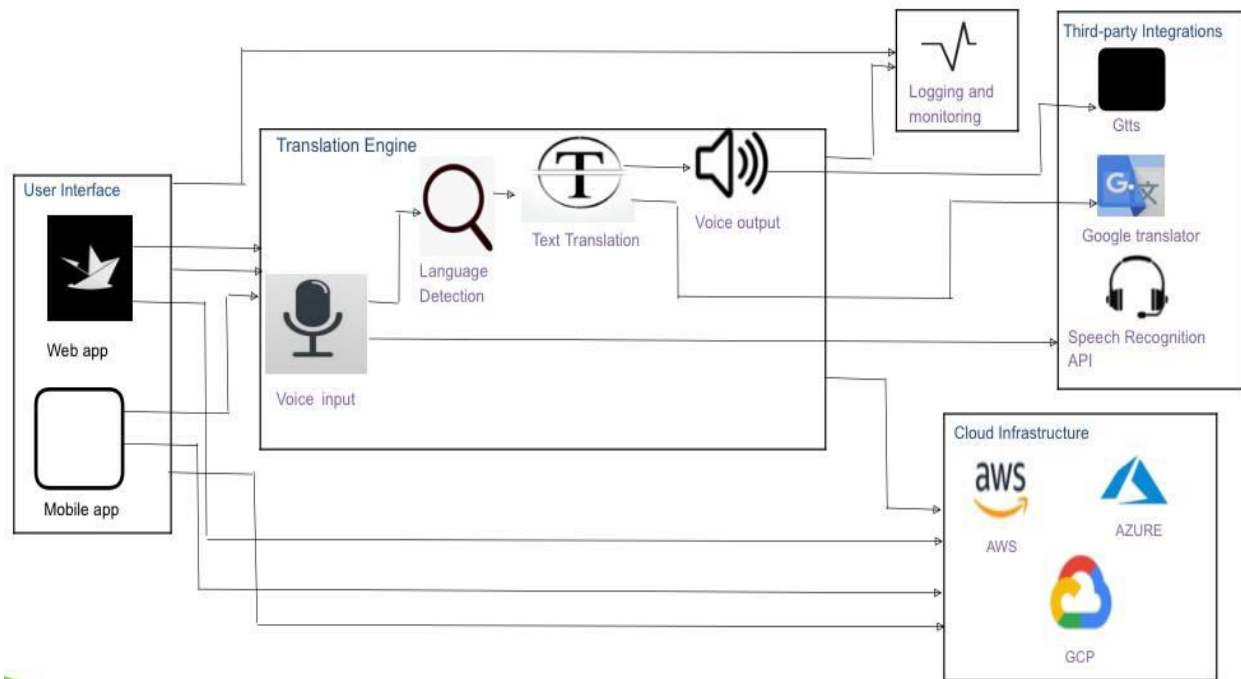 User Interface
Web app
Mobile app
Translation Engine
Voice input
Language
Detection
T
Text Translation
Voice output
Logging and
monitoring
Third-party Integrations
Gtts
G
文
Google translator
Speech Recognition
API
Cloud Infrastructure
aws
AWS
AZURE
GCP